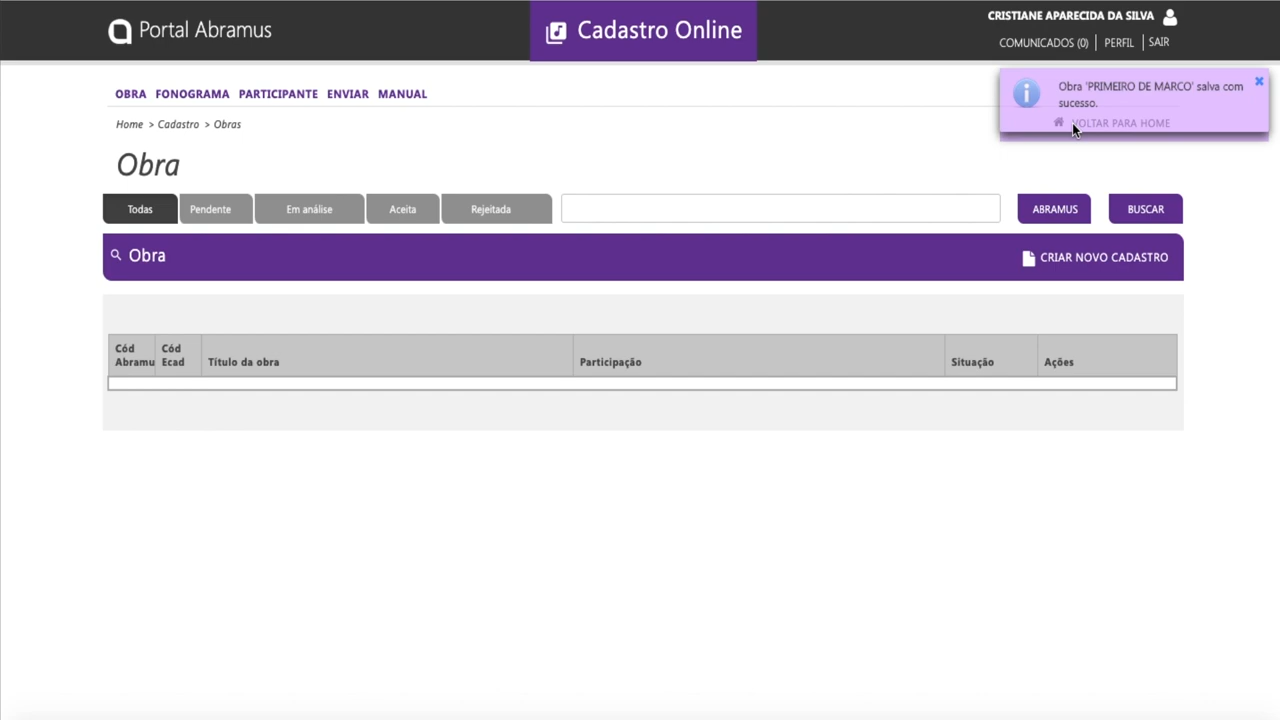 Portal Abramus
Cadastro Online
CRISTIANE APARECIDA DA SILVA
COMUNICADOS (0) PERFIL SAIR
Obra 'PRIMEIRO DE MARCO' salva com
sucesso.
VOLTAR PARA HOME
OBRA FONOGRAMA PARTICIPANTE ENVIAR MANUAL
Home > Cadastro > Obras
Obra
Todas Pendente Em análise Aceita Rejeitada ABRAMUS BUSCAR
Obra CRIAR NOVO CADASTRO
Cód Abramu Cód Ecad Título da obra Participação Situação Ações